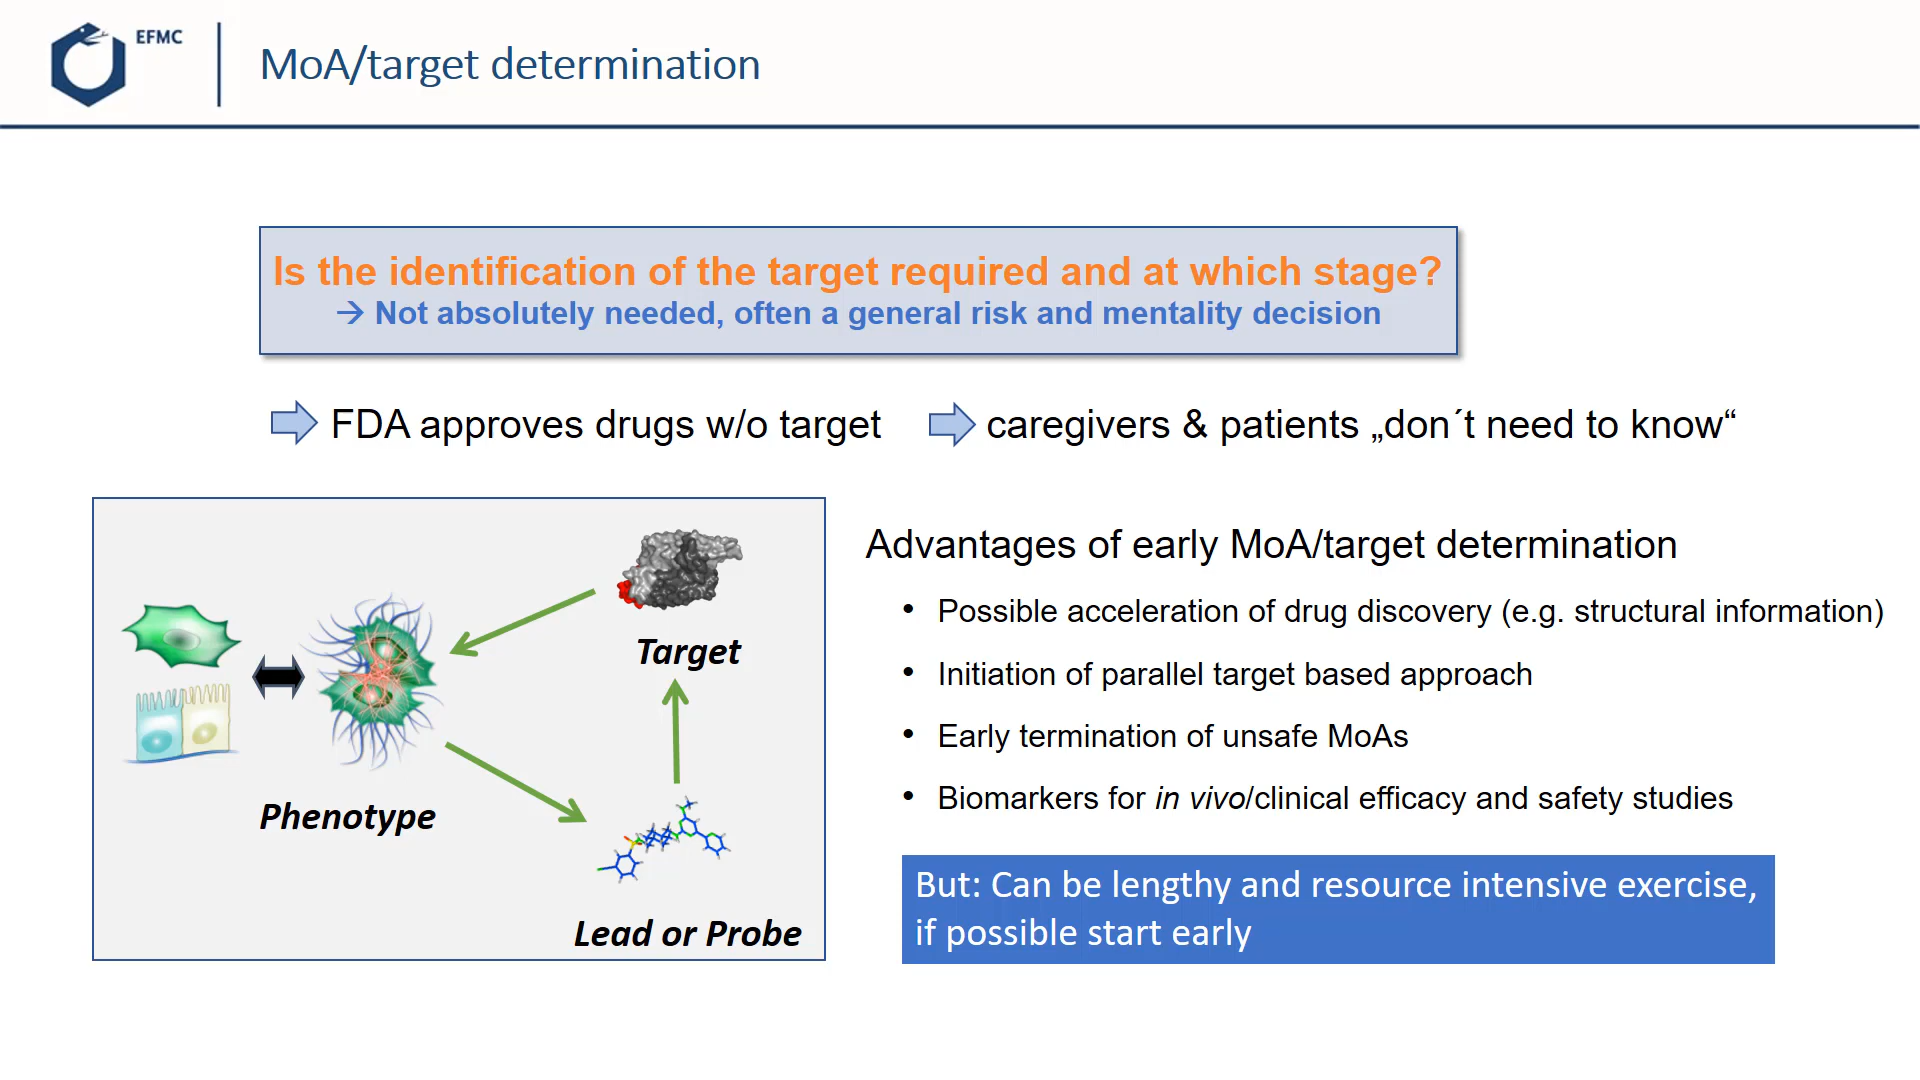 EFMC
MoA/target determination
Is the identification of the target required and at which stage?
→ Not absolutely needed, often a general risk and mentality decision
FDA approves drugs w/o target
caregivers & patients „don´t need to know“
Target
Phenotype
Lead or Probe
Advantages of early MoA/target determination
• Possible acceleration of drug discovery (e.g. structural information)
• Initiation of parallel target based approach
• Early termination of unsafe MoAs
• Biomarkers for in vivo/clinical efficacy and safety studies
But: Can be lengthy and resource intensive exercise,
if possible start early